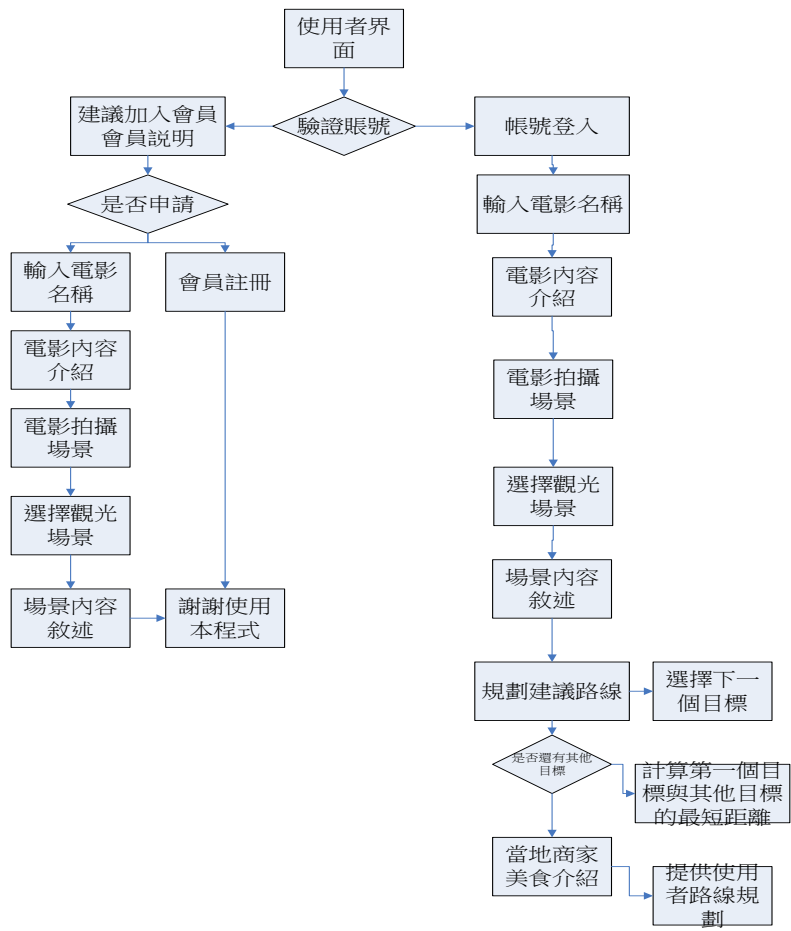 使用者界
面
建議加入會員
會員説明
驗證賬號
帳號登入
是否申請
輸入電影名稱
輸入電影
名稱
會員註冊
電影內容
介紹
電影內容
介紹
電影拍攝
場景
電影拍攝
場景
選擇觀光
場景
選擇觀光
場景
場景內容
敘述
謝謝使用
本程式
場景內容
敘述
規劃建議路線
選擇下一
個目標
是否還有其他
目標
計算第一個目
標與其他目標
的最短距離
當地商家
美食介紹
提供使用
者路線規
劃